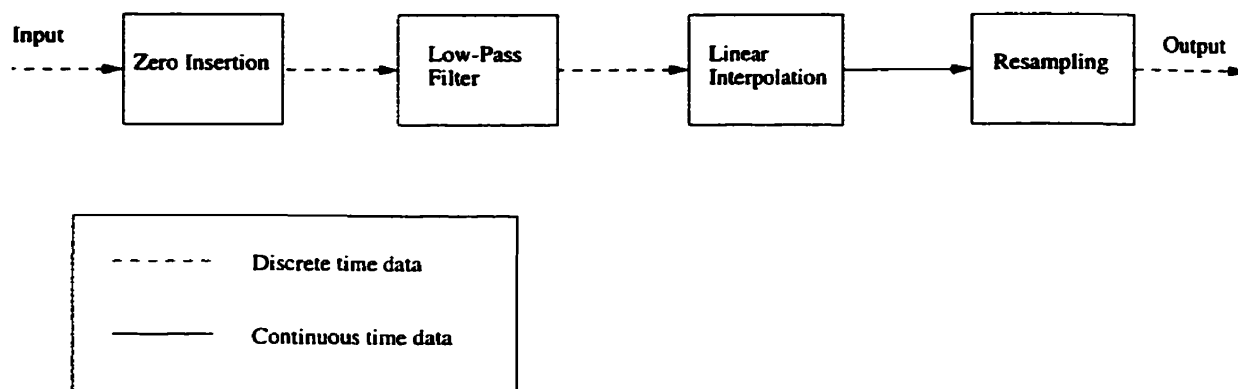 Input
Zero Insertion
Low-Pass
Filter
Linear
Interpolation
Resampling
Output
Discrete time data
Continuous time data